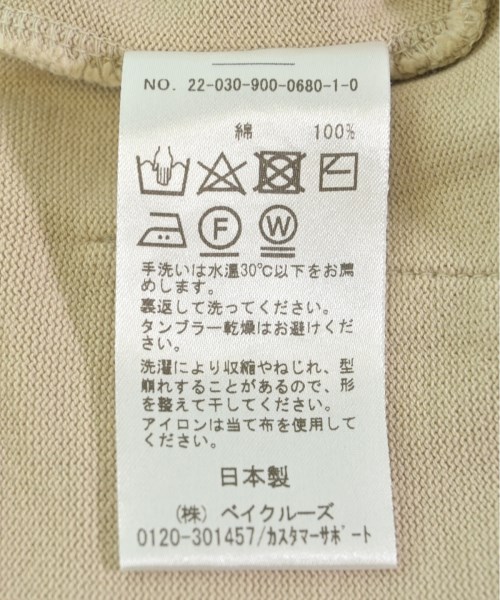 NO. 22-030-900-0680-1-0
綿 100%
F W
手洗いは水温30℃以下をお薦
めします。
裏返して洗ってください。
タンブラー乾燥はお避けくだ
さい。
洗濯により収縮やねじれ、型
崩れすることがあるので、形
を整えて干してください。
アイロンは当て布を使用して
ください。
日本製
（株）ベイクルーズ
0120-301457/ｶｽﾀﾏｰｻﾎﾟｰﾄ